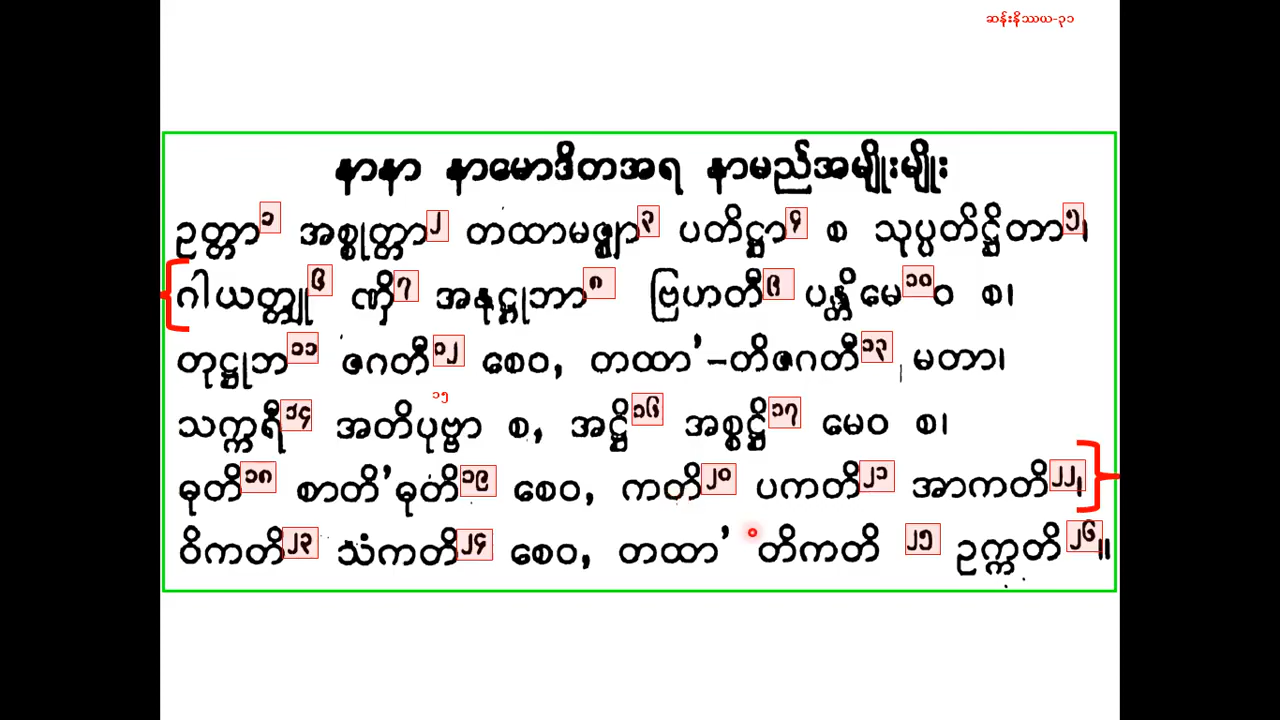 ဆန်းနိဿယ-၃၁
နာနာ နာမောဒိတအရ နာမည်အမျိုးမျိုး
ဥတ္တာ၁ အစ္စုတ္တာ၂ တထာမဇ္ဈာ၃ ပတိဋ္ဌာ၄ စ သုပ္ပတိဋ္ဌိတာ၅၊
ဂါယတ္ထျု၆ ဏှိ၇ အနုဋ္ဌုဘာ၈ ဗြဟတီ၉ ပန္တိမေ၁၀ဝ စ၊
တုဋ္ဌုဘ၁၁ ဇဂတီ၁၂ စေဝ, တထာ’–တိဇဂတီ၁၃ မတာ၊
သက္ကရီ၁၄ အတိပုဗ္ဗာ၁၅ စ, အဋ္ဌိ၁၆ အစ္စဋ္ဌိ၁၇ မေဝ စ၊
ဓုတိ၁၈ စာတိ’ဓုတိ၁၉ စေဝ, ကတိ၂၀ ပကတိ၂၁ အာကတိ၂၂၊
ဝိကတိ၂၃ သံကတိ၂၄ စေဝ, တထာ’ တိကတိ ၂၅ ဥက္ကတိ၂၆။